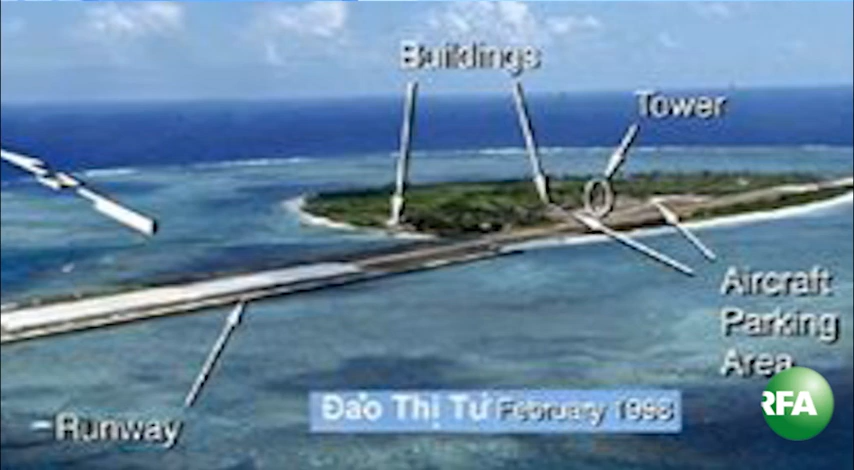 Buildings
Tower
Aircraft
Parking
Area
Runway
Đảo Thị Tứ February 1998
RFA